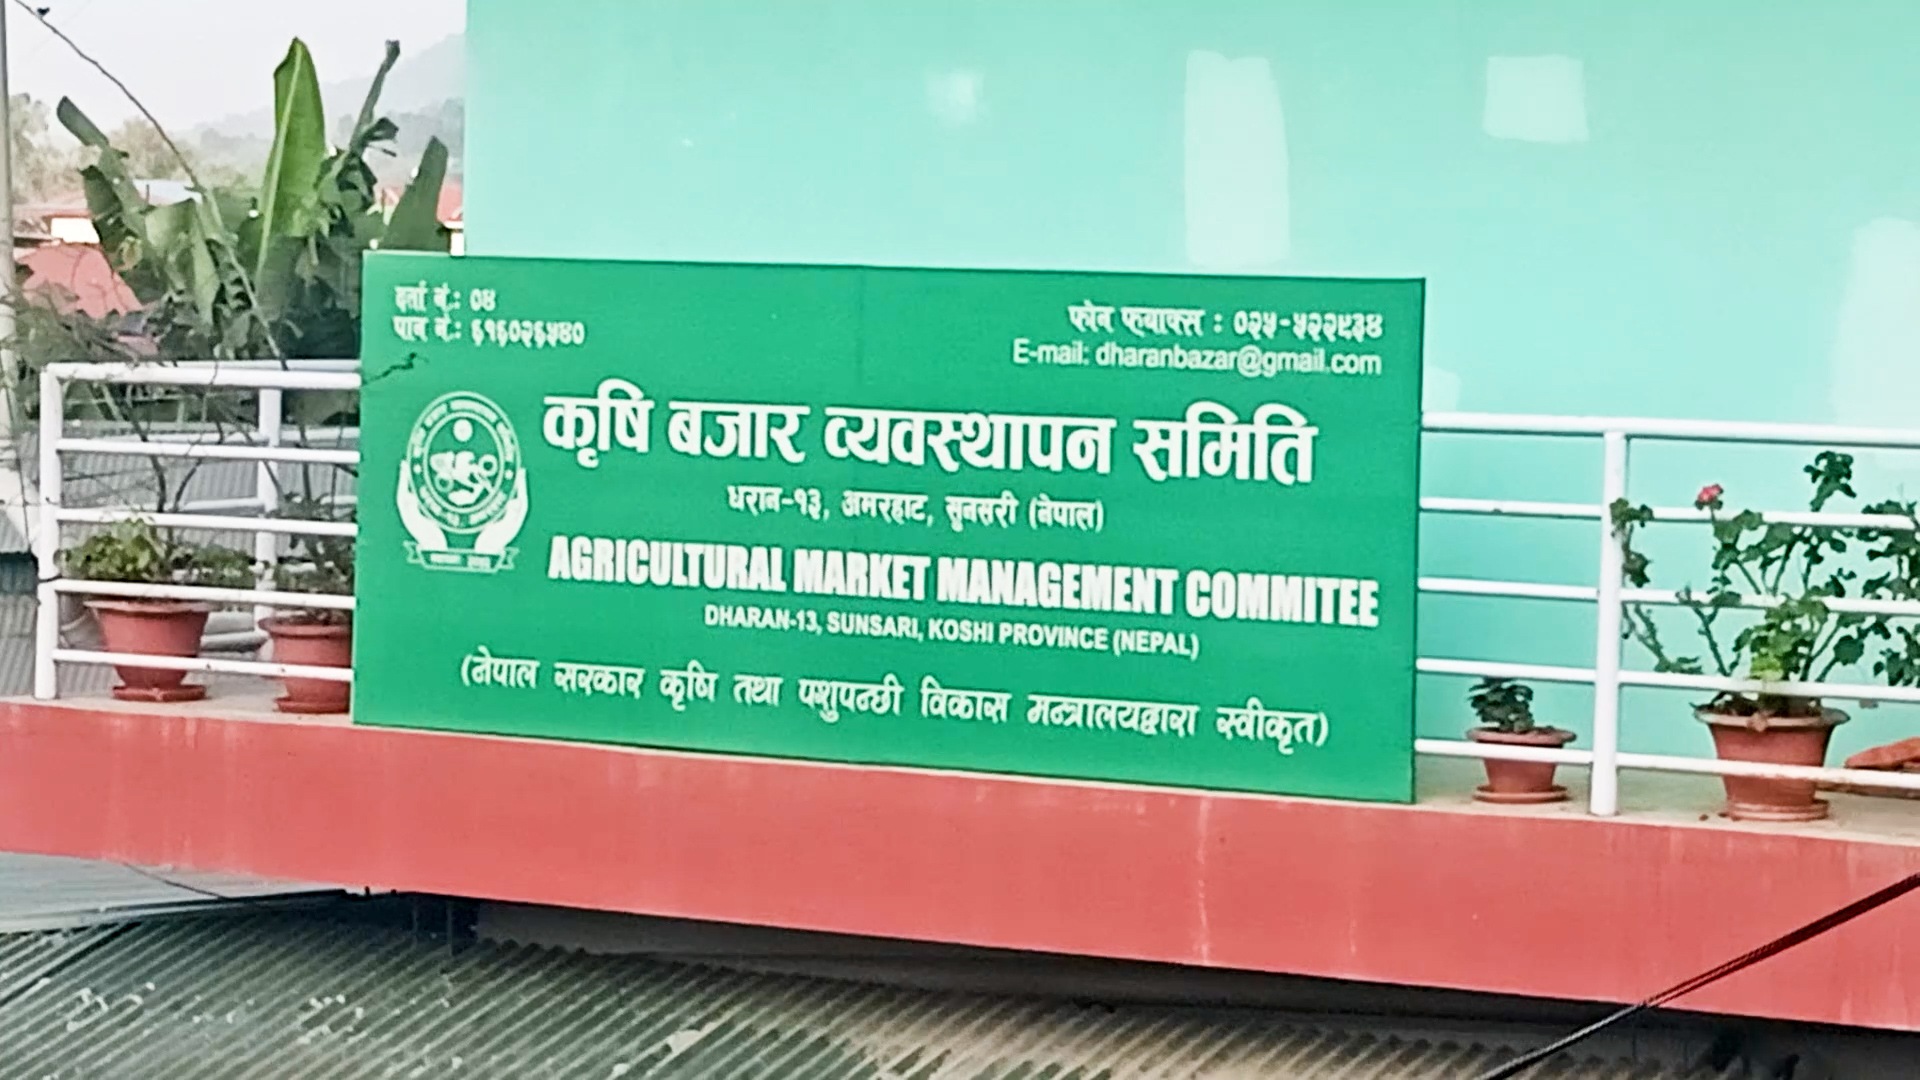 दर्ता नं.: ०४
पान नं.: ६१६०२६५४०
फोन फ्याक्स : ०२५-५२२९३४
E-mail: dharanbazar@gmail.com
कृषि बजार व्यवस्थापन समिति
धरान-१३, अमरहाट, सुनसरी (नेपाल)
AGRICULTURAL MARKET MANAGEMENT COMMITEE
DHARAN-13, SUNSARI, KOSHI PROVINCE (NEPAL)
(नेपाल सरकार कृषि तथा पशुपन्छी विकास मन्त्रालयद्वारा स्वीकृत)